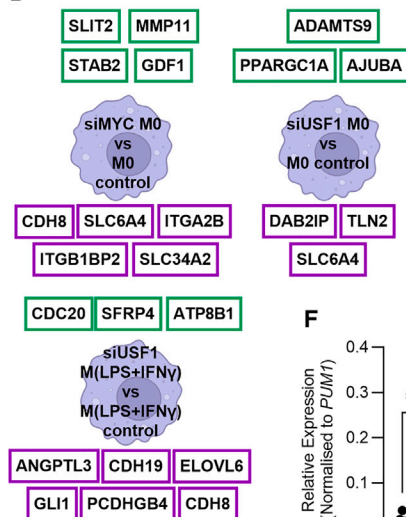 SLIT2 MMP11
STAB2 GDF1
siMYC M0
vs
M0
control
CDH8 SLC6A4 ITGA2B
ITGB1BP2 SLC34A2
ADAMTS9
PPARGC1A AJUBA
siUSF1 M0
vs
M0 control
DAB2IP TLN2
SLC6A4
CDC20 SFRP4 ATP8B1
siUSF1
M(LPS+IFNγ)
vs
M(LPS+IFNγ)
control
ANGPTL3 CDH19 ELOVL6
GLI1 PCDHGB4 CDH8
F
Relative Expression
(Normalised to PUM1)
0.4
0.3
0.2
0.1